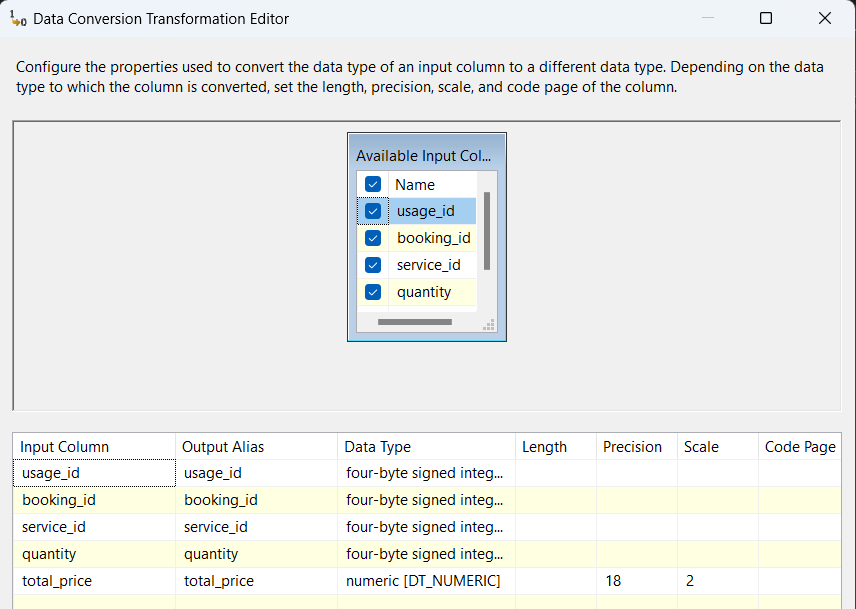 Data Conversion Transformation Editor
Configure the properties used to convert the data type of an input column to a different data type. Depending on the data
type to which the column is converted, set the length, precision, scale, and code page of the column.
Available Input Col...
Name
usage_id
booking_id
service_id
quantity
Input Column Output Alias Data Type Length Precision Scale Code Page
usage_id usage_id four-byte signed integ...
booking_id booking_id four-byte signed integ...
service_id service_id four-byte signed integ...
quantity quantity four-byte signed integ...
total_price total_price numeric [DT_NUMERIC] 18 2